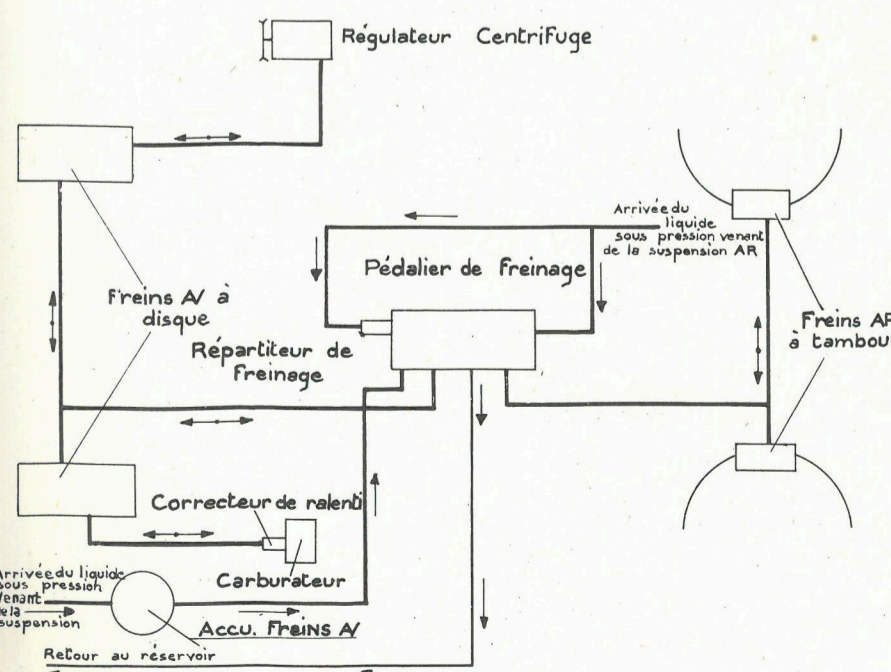 Régulateur Centrifuge
Arrivée du
liquide
sous pression venant
de la suspension AR
Pédalier de freinage
Freins AV à
disque
Répartiteur de
freinage
Freins AR
à tambou
Correcteur de ralenti
Carburateur
Arrivée du liquide
sous pression
Venant
de la
suspension
Accu. Freins AV
Retour au réservoir